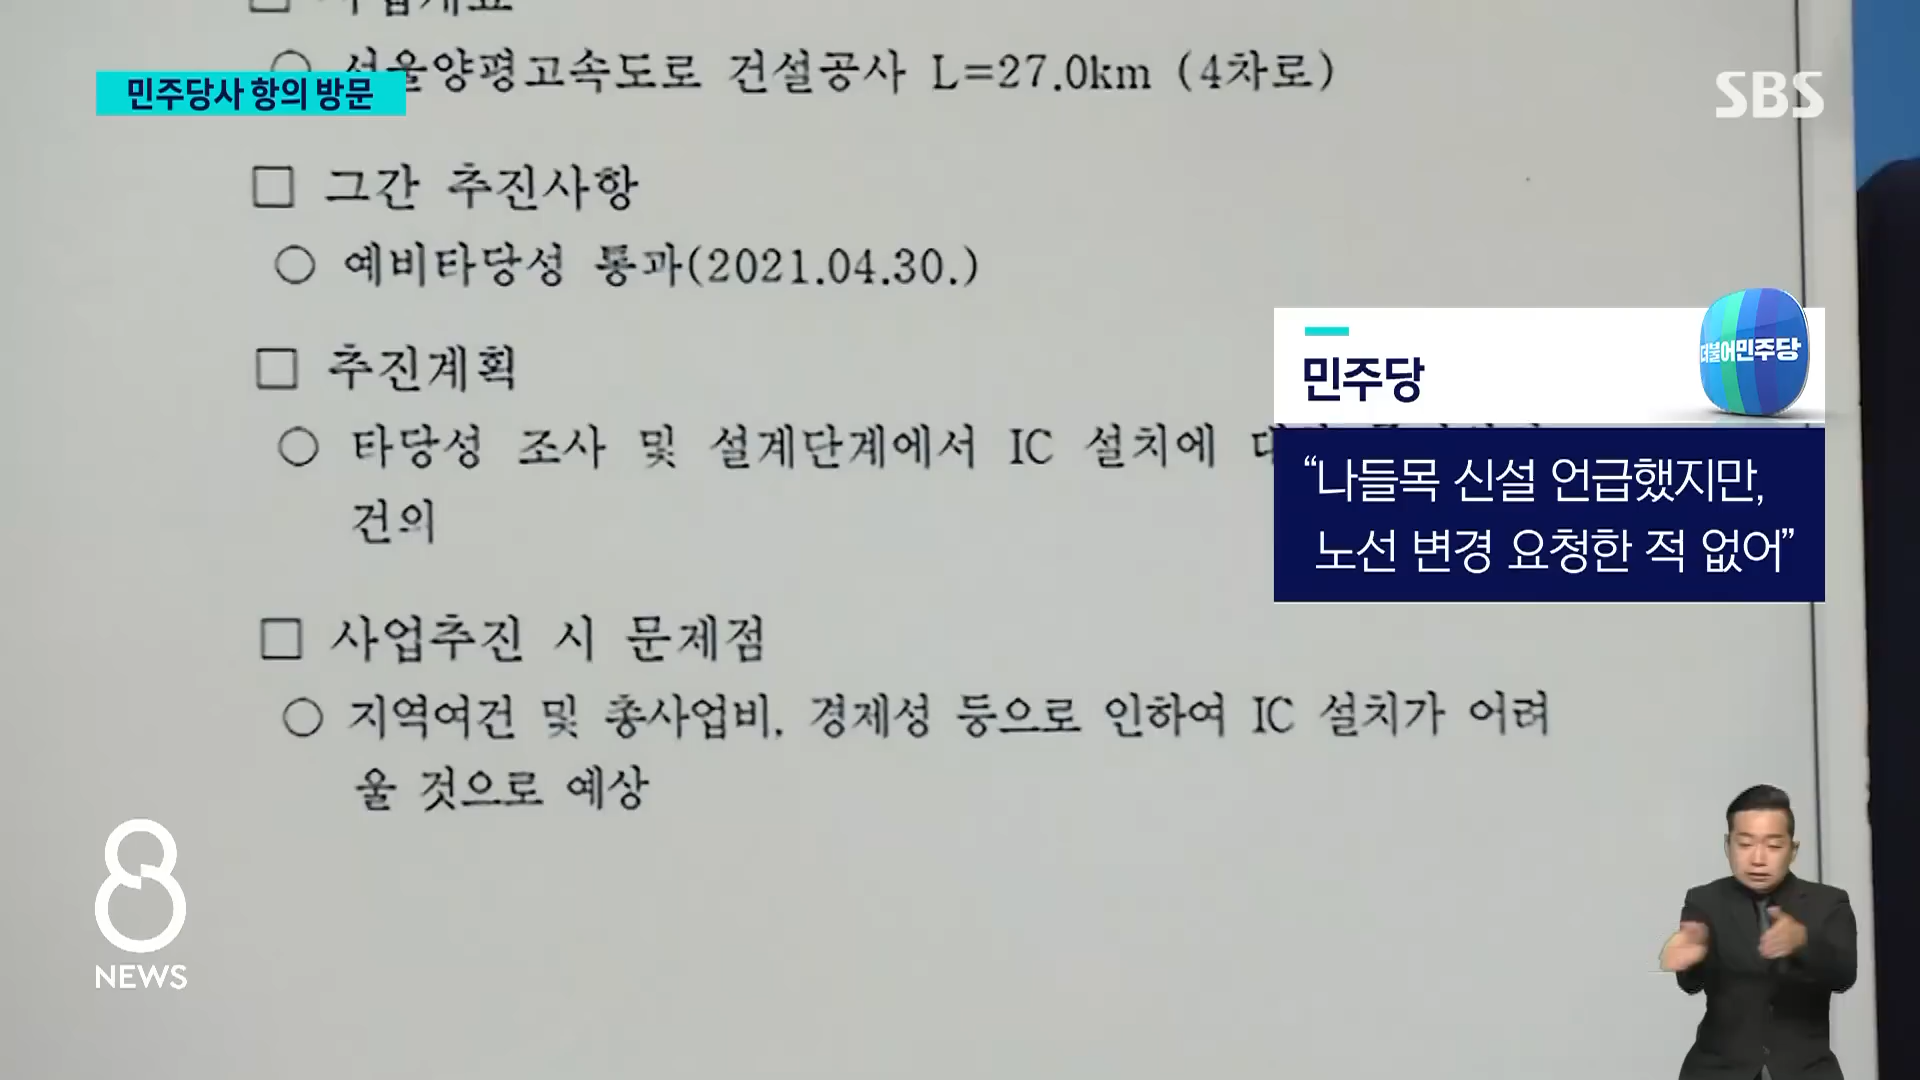 서울양평고속도로 건설공사 L=27.0km (4차로)
민주당사 항의 방문
SBS
□ 그간 추진사항
○ 예비타당성 통과(2021.04.30.)
□ 추진계획
○ 타당성 조사 및 설계단계에서 IC 설치에
건의
민주당
더불어민주당
“나들목 신설 언급했지만,
노선 변경 요청한 적 없어”
□ 사업추진 시 문제점
○ 지역여건 및 총사업비, 경제성 등으로 인하여 IC 설치가 어려
울 것으로 예상
8
NEWS